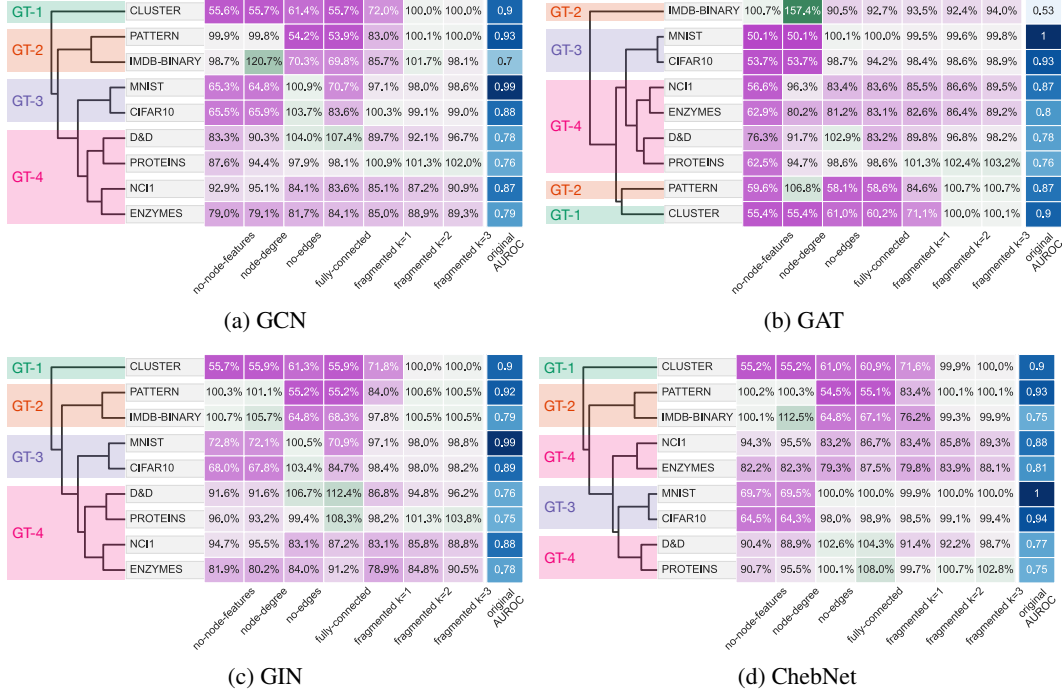 GT-1 CLUSTER 55.6% 55.7% 61.4% 55.7% 72.0% 100.0% 100.0% 0.9
GT-2 PATTERN 99.9% 99.8% 54.2% 53.9% 83.0% 100.1% 100.0% 0.93
IMDB-BINARY 98.7% 120.7% 70.3% 69.8% 85.7% 101.7% 98.1% 0.7
GT-3 MNIST 65.3% 64.8% 100.9% 70.7% 97.1% 98.0% 98.6% 0.99
CIFAR10 65.5% 65.9% 103.7% 83.6% 100.3% 99.1% 99.0% 0.88
GT-4 D&D 83.3% 90.3% 104.0% 107.4% 89.7% 92.1% 96.7% 0.78
PROTEINS 87.6% 94.4% 97.9% 98.1% 100.9% 101.3% 102.0% 0.76
NCI1 92.9% 95.1% 84.1% 83.6% 85.1% 87.2% 90.9% 0.87
ENZYMES 79.0% 79.1% 81.7% 84.1% 85.0% 88.9% 89.3% 0.79
no-node-features node-degree no-edges fully-connected fragmented k=1 fragmented k=2 fragmented k=3 original AUROC
(a) GCN
GT-2 IMDB-BINARY 100.7% 157.4% 90.5% 92.7% 93.5% 92.4% 94.0% 0.53
GT-3 MNIST 50.1% 50.1% 100.1% 100.0% 99.5% 99.6% 99.8% 1
CIFAR10 53.7% 53.7% 98.7% 94.2% 98.4% 98.6% 98.9% 0.93
GT-4 NCI1 56.6% 96.3% 83.4% 83.6% 85.5% 86.6% 88.5% 0.87
ENZYMES 62.9% 80.2% 81.2% 83.1% 82.6% 86.4% 89.2% 0.8
D&D 76.3% 91.7% 102.9% 83.2% 89.8% 96.8% 98.2% 0.78
PROTEINS 62.5% 94.7% 98.6% 98.6% 101.3% 102.4% 103.2% 0.76
GT-2 PATTERN 59.6% 106.8% 58.1% 58.6% 84.6% 100.7% 100.7% 0.87
GT-1 CLUSTER 55.4% 55.4% 61.0% 60.2% 71.1% 100.0% 100.1% 0.9
no-node-features node-degree no-edges fully-connected fragmented k=1 fragmented k=2 fragmented k=3 original AUROC
(b) GAT
GT-1 CLUSTER 55.7% 55.9% 61.3% 55.9% 71.8% 100.0% 100.0% 0.9
GT-2 PATTERN 100.3% 101.1% 55.2% 55.2% 84.0% 100.6% 100.5% 0.92
IMDB-BINARY 100.7% 105.7% 64.8% 68.3% 97.8% 100.5% 100.5% 0.79
GT-3 MNIST 72.8% 72.1% 100.5% 70.9% 97.1% 98.0% 98.8% 0.99
CIFAR10 68.0% 67.8% 103.4% 84.7% 98.4% 98.0% 98.2% 0.89
GT-4 D&D 91.6% 91.6% 106.7% 112.4% 86.8% 94.8% 96.2% 0.76
PROTEINS 96.0% 93.2% 99.4% 108.3% 98.2% 101.3% 103.8% 0.75
NCI1 94.7% 95.5% 83.1% 87.2% 83.1% 85.8% 88.8% 0.88
ENZYMES 81.9% 80.2% 84.0% 91.2% 78.9% 84.8% 90.5% 0.78
no-node-features node-degree no-edges fully-connected fragmented k=1 fragmented k=2 fragmented k=3 original AUROC
(c) GIN
GT-1 CLUSTER 55.2% 55.2% 61.0% 60.9% 71.6% 99.9% 100.0% 0.9
GT-2 PATTERN 100.2% 100.3% 54.5% 55.1% 83.4% 100.1% 100.1% 0.93
IMDB-BINARY 100.1% 112.5% 64.8% 67.1% 76.2% 99.3% 99.9% 0.75
GT-4 NCI1 94.3% 95.5% 83.2% 86.7% 83.4% 85.8% 89.3% 0.88
ENZYMES 82.2% 82.3% 79.3% 87.5% 79.8% 83.9% 88.1% 0.81
GT-3 MNIST 69.7% 69.5% 100.0% 100.0% 99.9% 100.0% 100.0% 1
CIFAR10 64.5% 64.3% 98.0% 98.9% 98.5% 99.1% 99.4% 0.94
GT-4 D&D 90.4% 88.9% 102.6% 104.3% 91.4% 92.2% 98.7% 0.77
PROTEINS 90.7% 95.5% 100.1% 108.0% 99.7% 100.7% 102.8% 0.75
no-node-features node-degree no-edges fully-connected fragmented k=1 fragmented k=2 fragmented k=3 original AUROC
(d) ChebNet